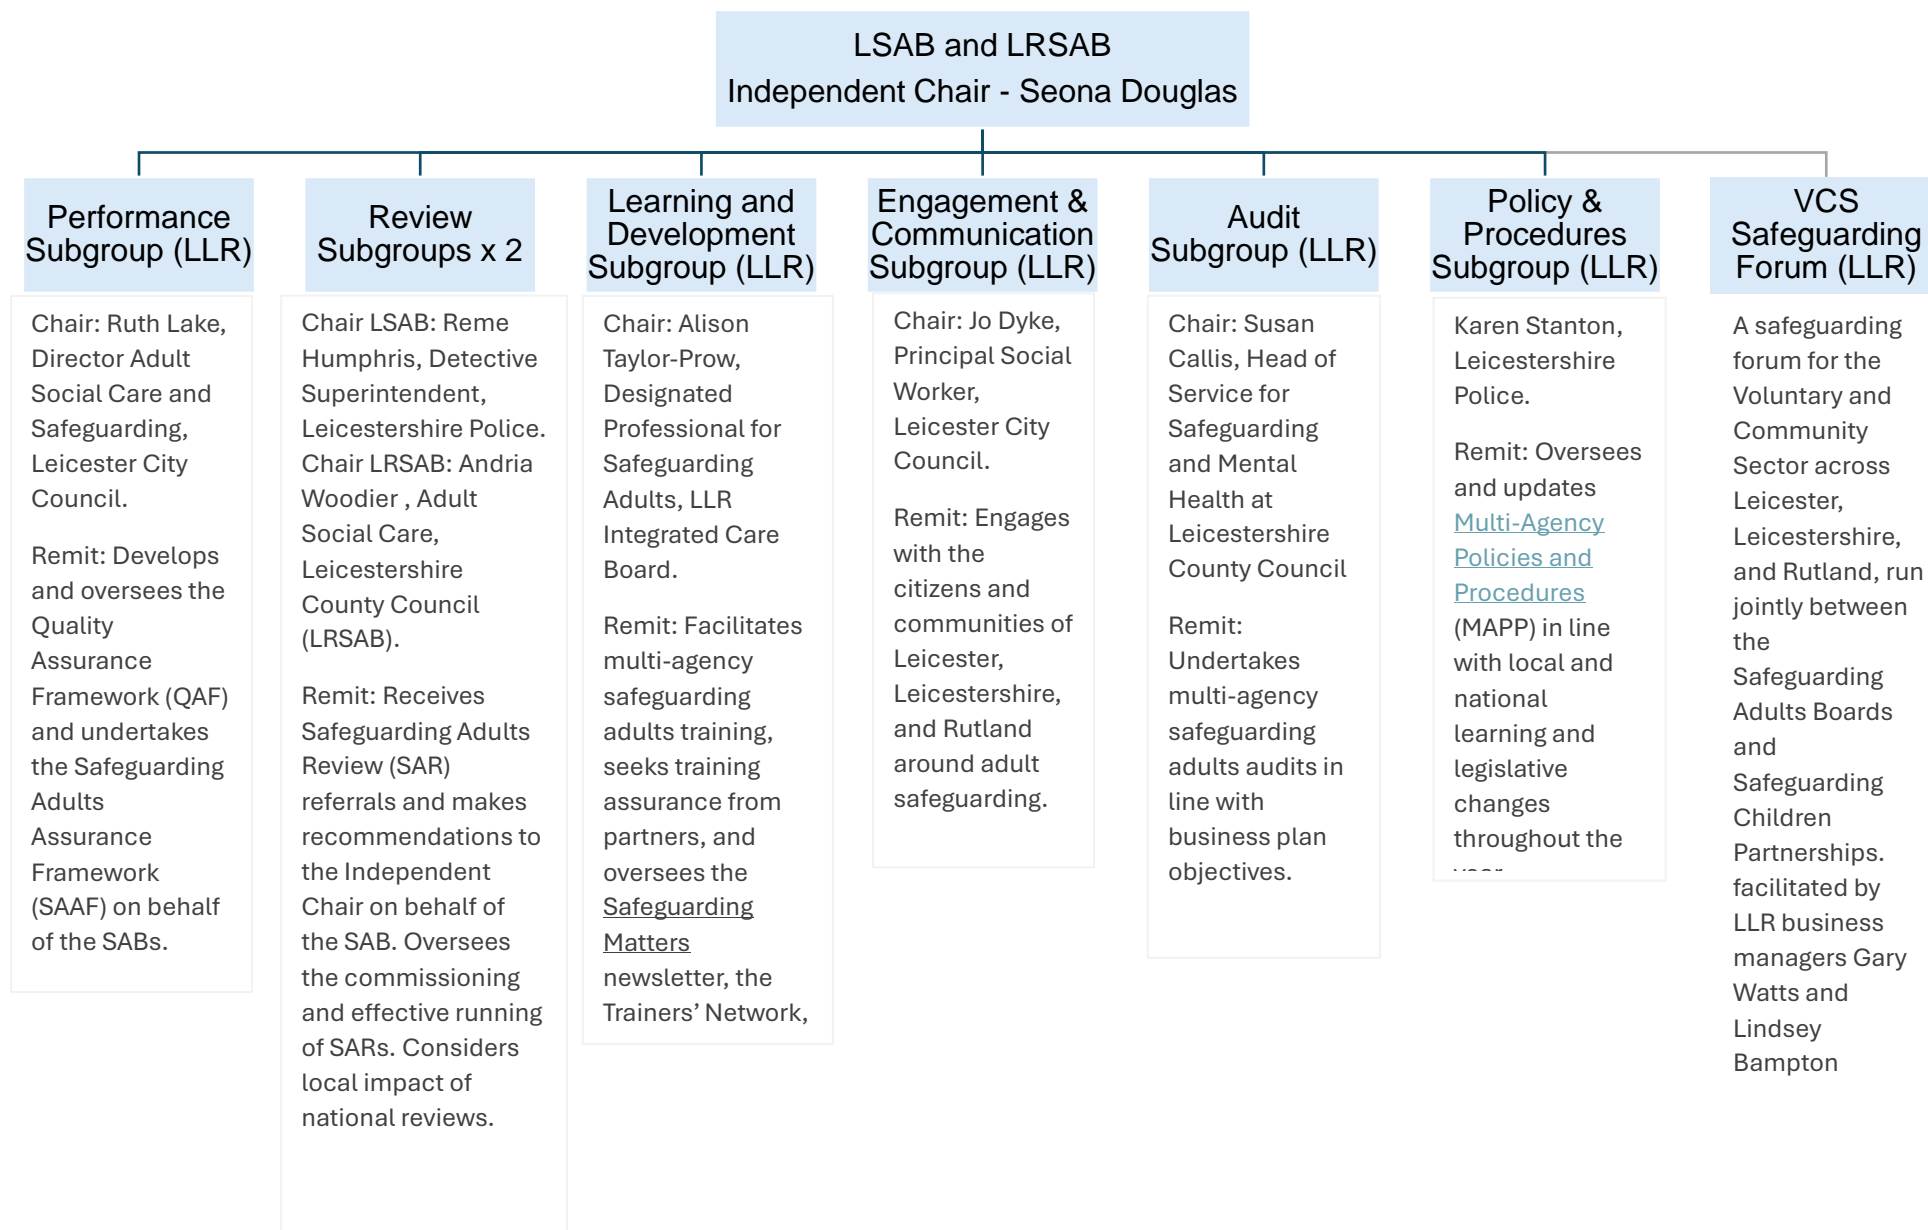 LSAB and LRSAB
Independent Chair - Seona Douglas
Performance
Subgroup (LLR)
Chair: Ruth Lake,
Director Adult
Social Care and
Safeguarding,
Leicester City
Council.
Remit: Develops
and oversees the
Quality
Assurance
Framework (QAF)
and undertakes
the Safeguarding
Adults
Assurance
Framework
(SAAF) on behalf
of the SABs.
Review
Subgroups x 2
Chair LSAB: Reme
Humphris, Detective
Superintendent,
Leicestershire Police.
Chair LRSAB: Andria
Woodier , Adult
Social Care,
Leicestershire
County Council
(LRSAB).
Remit: Receives
Safeguarding Adults
Review (SAR)
referrals and makes
recommendations to
the Independent
Chair on behalf of
the SAB. Oversees
the commissioning
and effective running
of SARs. Considers
local impact of
national reviews.
Learning and
Development
Subgroup (LLR)
Chair: Alison
Taylor-Prow,
Designated
Professional for
Safeguarding
Adults, LLR
Integrated Care
Board.
Remit: Facilitates
multi-agency
safeguarding
adults training,
seeks training
assurance from
partners, and
oversees the
Safeguarding
Matters
newsletter, the
Trainers’ Network,
Engagement &
Communication
Subgroup (LLR)
Chair: Jo Dyke,
Principal Social
Worker,
Leicester City
Council.
Remit: Engages
with the
citizens and
communities of
Leicester,
Leicestershire,
and Rutland
around adult
safeguarding.
Audit
Subgroup (LLR)
Chair: Susan
Callis, Head of
Service for
Safeguarding
and Mental
Health at
Leicestershire
County Council
Remit:
Undertakes
multi-agency
safeguarding
adults audits in
line with
business plan
objectives.
Policy &
Procedures
Subgroup (LLR)
Karen Stanton,
Leicestershire
Police.
Remit: Oversees
and updates
Multi-Agency
Policies and
Procedures
(MAPP) in line
with local and
national
learning and
legislative
changes
throughout the
VCS
Safeguarding
Forum (LLR)
A safeguarding
forum for the
Voluntary and
Community
Sector across
Leicester,
Leicestershire,
and Rutland, run
jointly between
the
Safeguarding
Adults Boards
and
Safeguarding
Children
Partnerships.
facilitated by
LLR business
managers Gary
Watts and
Lindsey
Bampton